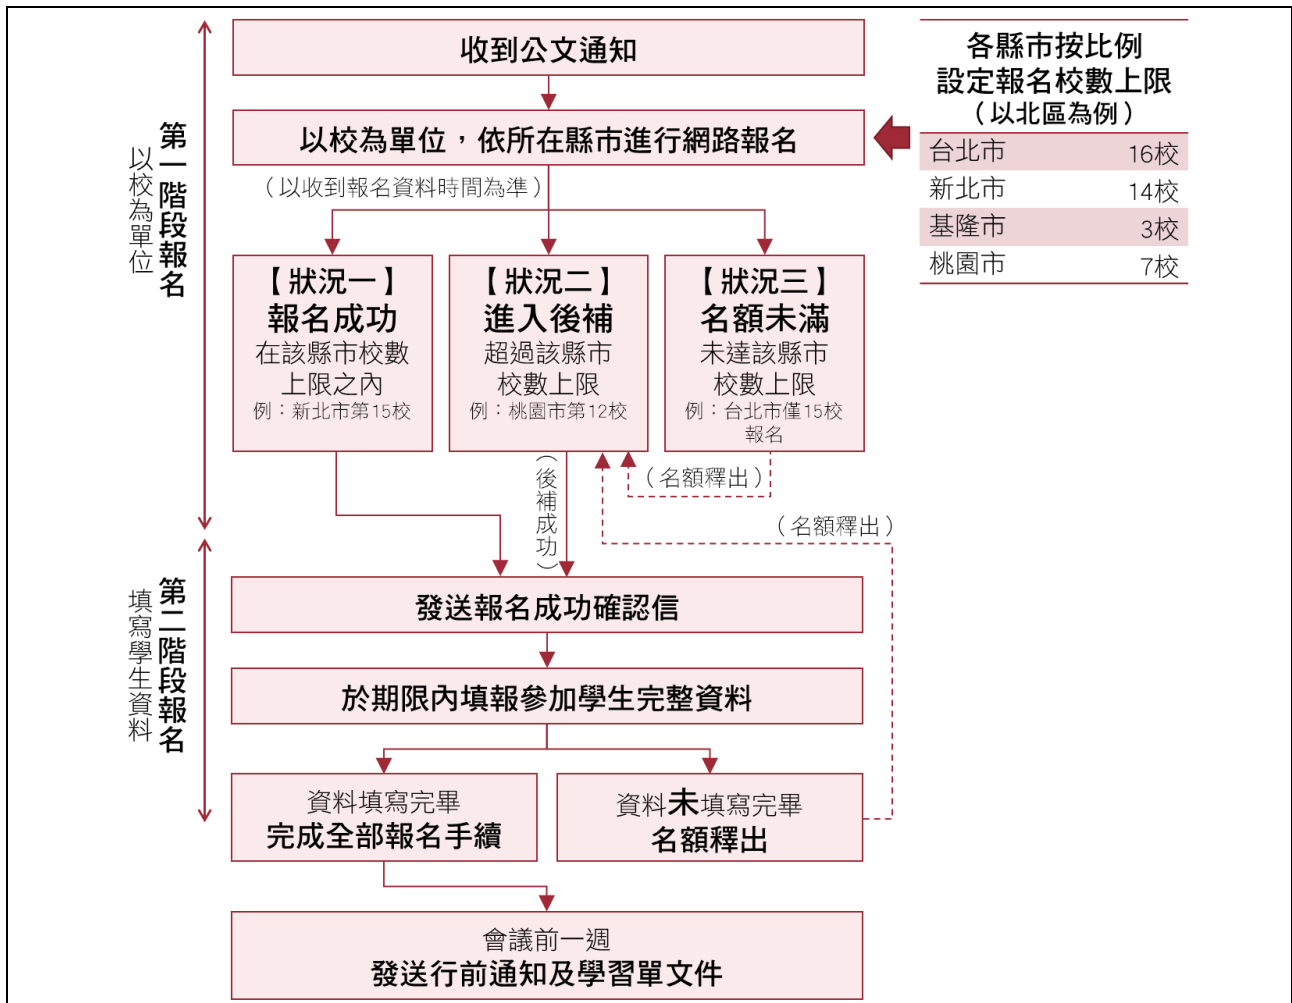 收到公文通知
以校為單位，依所在縣市進行網路報名
（以收到報名資料時間為準）
各縣市按比例
設定報名校數上限
（以北區為例）
台北市 16校
新北市 14校
基隆市 3校
桃園市 7校
第一階段報名
以校為單位
【狀況一】
報名成功
在該縣市校數
上限之內
例：新北市第15校
【狀況二】
進入後補
超過該縣市
校數上限
例：桃園市第12校
【狀況三】
名額未滿
未達該縣市
校數上限
例：台北市僅15校
報名
（後補成功）
（名額釋出）
（名額釋出）
第二階段報名
填寫學生資料
發送報名成功確認信
於期限內填報參加學生完整資料
資料填寫完畢
完成全部報名手續
資料未填寫完畢
名額釋出
會議前一週
發送行前通知及學習單文件